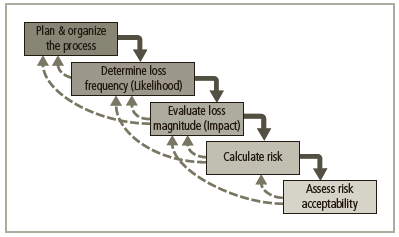 Plan & organize
the process
Determine loss
frequency (Likelihood)
Evaluate loss
magnitude (Impact)
Calculate risk
Assess risk
acceptability